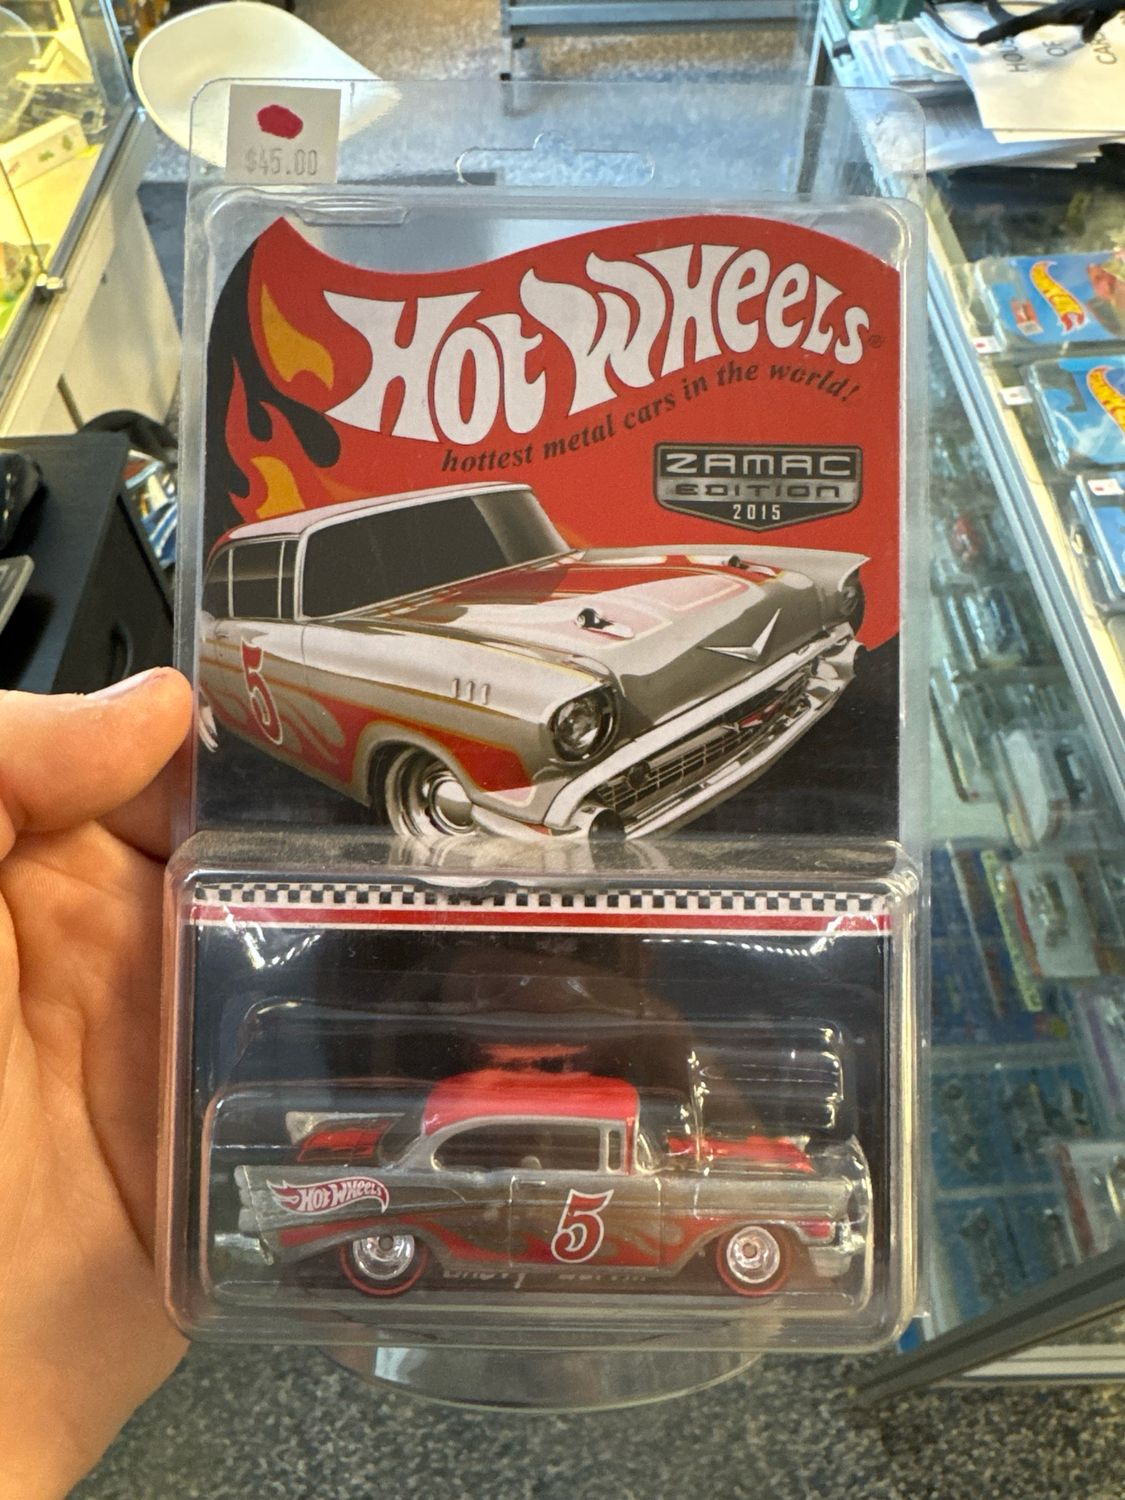 $45.00
HOT WHEELS®
hottest metal cars in the world!
ZAMAC
EDITION
2015
5
HOT WHEELS
5